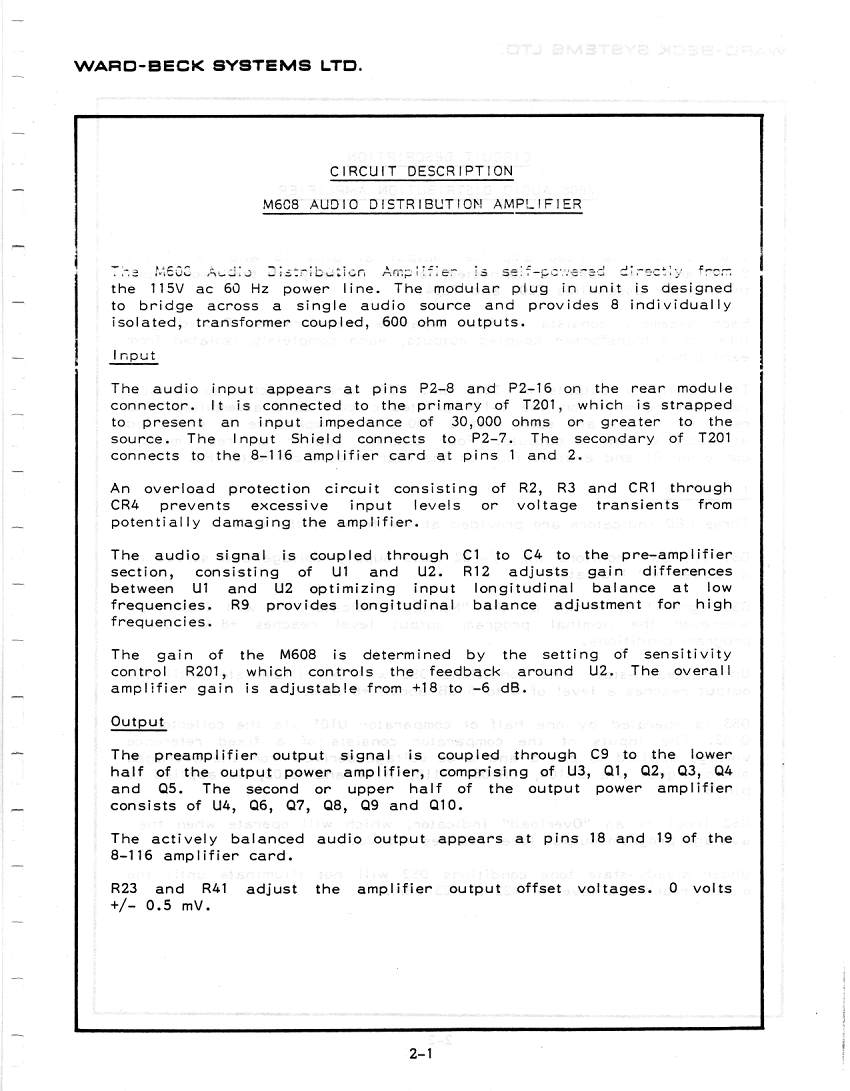 WARD-BECK SYSTEMS LTD.
CIRCUIT DESCRIPTION
M608 AUDIO DISTRIBUTION AMPLIFIER
The M608 Audio Distribution Amplifier is self-powered directly from
the 115V ac 60 Hz power line. The modular plug in unit is designed
to bridge across a single audio source and provides 8 individually
isolated, transformer coupled, 600 ohm outputs.
Input
The audio input appears at pins P2-8 and P2-16 on the rear module
connector. It is connected to the primary of T201, which is strapped
to present an input impedance of 30,000 ohms or greater to the
source. The Input Shield connects to P2-7. The secondary of T201
connects to the 8-116 amplifier card at pins 1 and 2.
An overload protection circuit consisting of R2, R3 and CR1 through
CR4 prevents excessive input levels or voltage transients from
potentially damaging the amplifier.
The audio signal is coupled through C1 to C4 to the pre-amplifier
section, consisting of U1 and U2. R12 adjusts gain differences
between U1 and U2 optimizing input longitudinal balance at low
frequencies. R9 provides longitudinal balance adjustment for high
frequencies.
The gain of the M608 is determined by the setting of sensitivity
control R201, which controls the feedback around U2. The overall
amplifier gain is adjustable from +18 to -6 dB.
Output
The preamplifier output signal is coupled through C9 to the lower
half of the output power amplifier, comprising of U3, Q1, Q2, Q3, Q4
and Q5. The second or upper half of the output power amplifier
consists of U4, Q6, Q7, Q8, Q9 and Q10.
The actively balanced audio output appears at pins 18 and 19 of the
8-116 amplifier card.
R23 and R41 adjust the amplifier output offset voltages. 0 volts
+/- 0.5 mV.
2-1